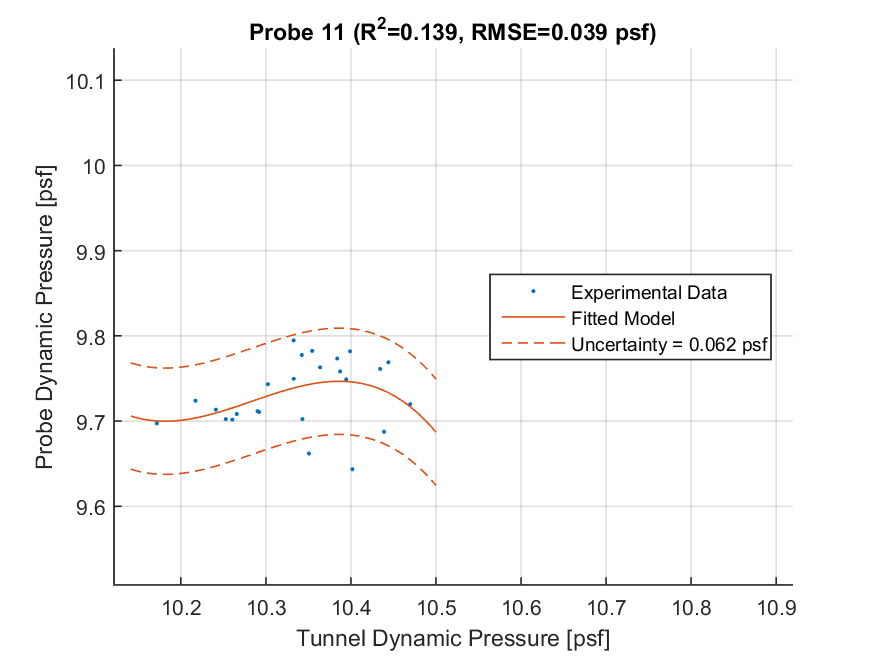 Probe 11 (R²=0.139, RMSE=0.039 psf)
10.1
10
9.9
9.8
9.7
9.6
Probe Dynamic Pressure [psf]
Experimental Data
Fitted Model
Uncertainty = 0.062 psf
10.2 10.3 10.4 10.5 10.6 10.7 10.8 10.9
Tunnel Dynamic Pressure [psf]